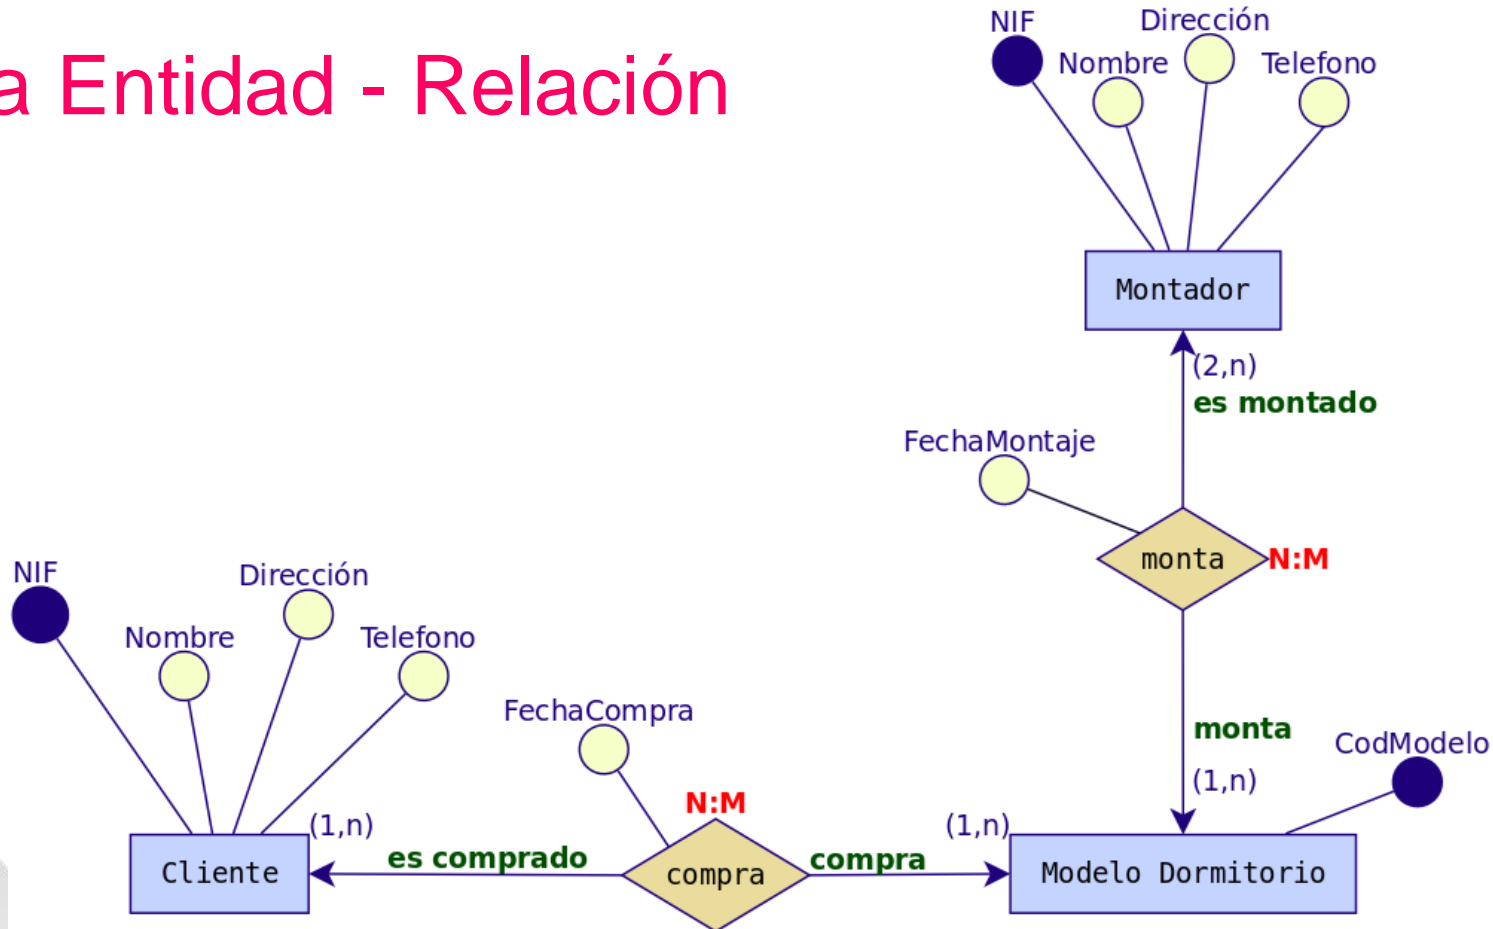 a Entidad - Relación
NIF
Dirección
Nombre
Telefono
Montador
(2,n)
es montado
FechaMontaje
monta
N:M
NIF
Dirección
Nombre
Telefono
FechaCompra
monta
CodModelo
(1,n)
N:M
(1,n)
(1,n)
es comprado
compra
Cliente
compra
Modelo Dormitorio